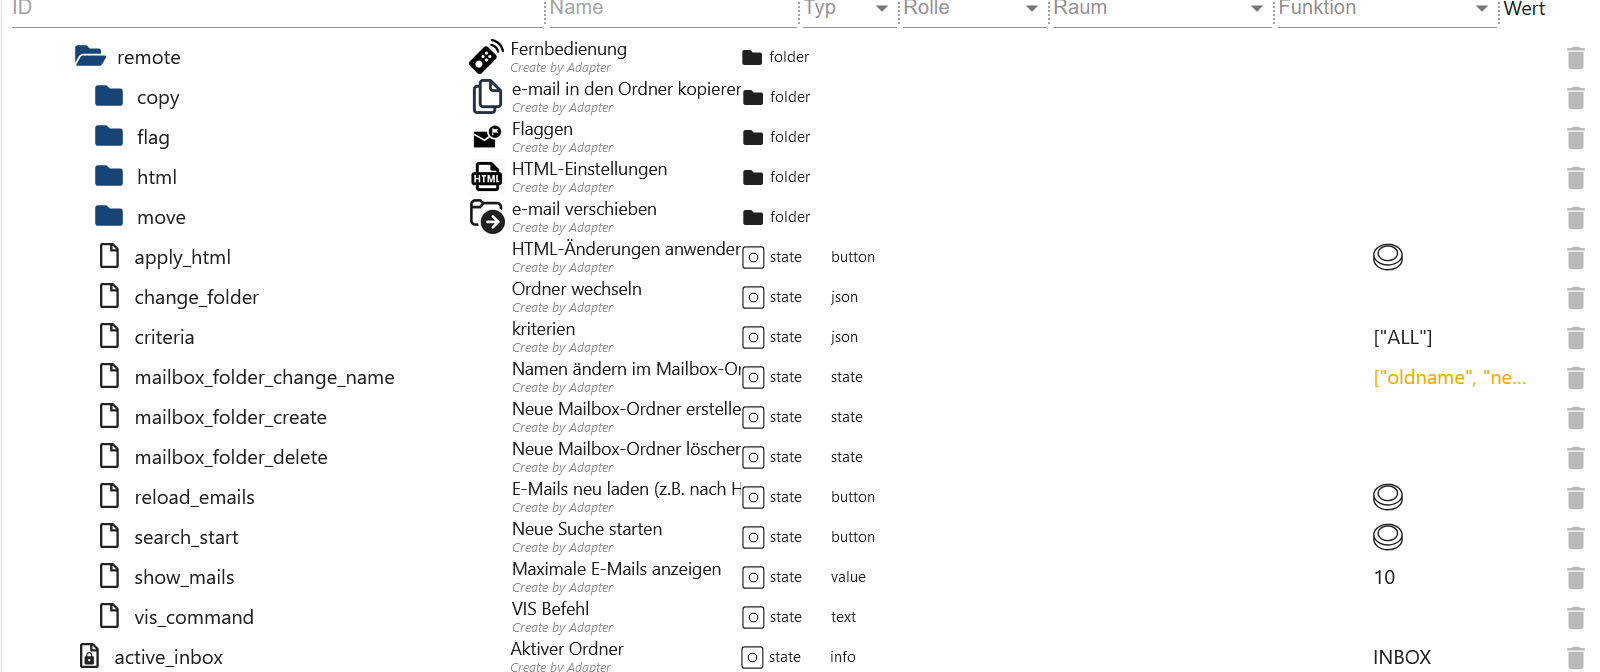 ID Name Typ Rolle Raum Funktion Wert
remote Fernbedienung folder
Create by Adapter
copy e-mail in den Ordner kopieren folder
Create by Adapter
flag Flaggen folder
Create by Adapter
html HTML HTML-Einstellungen folder
Create by Adapter
move e-mail verschieben folder
Create by Adapter
apply_html HTML-Änderungen anwenden state button
Create by Adapter
change_folder Ordner wechseln state json
Create by Adapter
criteria kriterien state json ["ALL"]
Create by Adapter
mailbox_folder_change_name Namen ändern im Mailbox-Or state state ["oldname", "ne...
Create by Adapter
mailbox_folder_create Neue Mailbox-Ordner erstelle state state
Create by Adapter
mailbox_folder_delete Neue Mailbox-Ordner löschen state state
Create by Adapter
reload_emails E-Mails neu laden (z.B. nach H state button
Create by Adapter
search_start Neue Suche starten state button
Create by Adapter
show_mails Maximale E-Mails anzeigen state value 10
Create by Adapter
vis_command VIS Befehl state text
Create by Adapter
active_inbox Aktiver Ordner state info INBOX
Create by Adapter